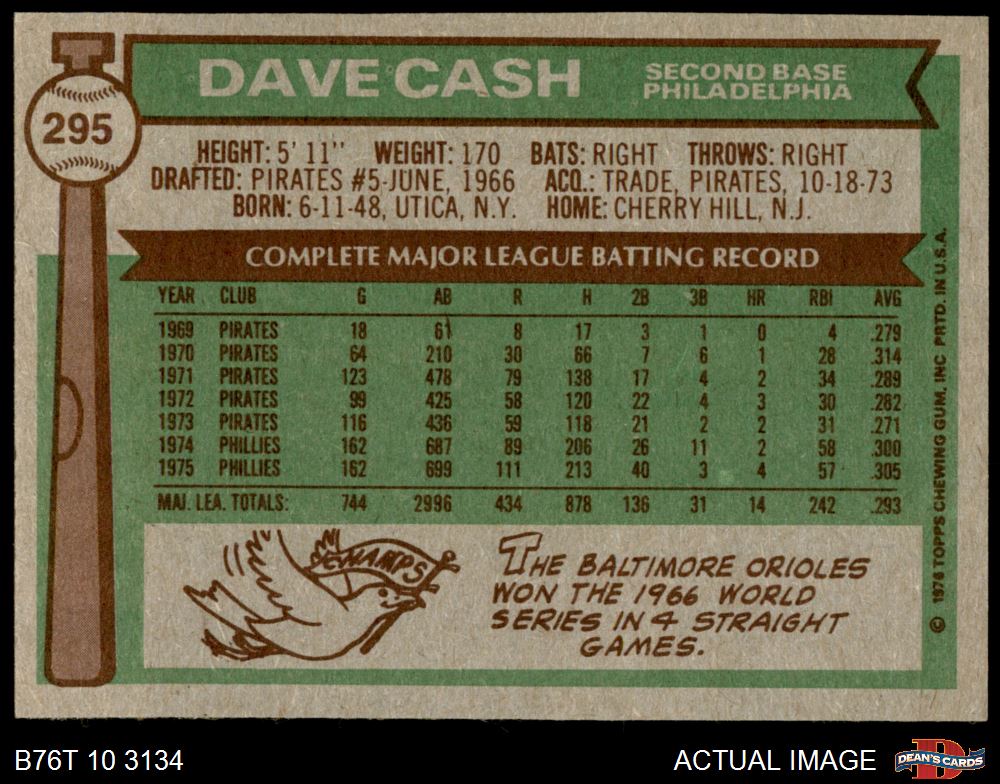 DAVE CASH
SECOND BASE
PHILADELPHIA
295
HEIGHT: 5' 11" WEIGHT: 170 BATS: RIGHT THROWS: RIGHT
DRAFTED: PIRATES #5-JUNE, 1966 ACQ.: TRADE, PIRATES, 10-18-73
BORN: 6-11-48, UTICA, N.Y. HOME: CHERRY HILL, N.J.
COMPLETE MAJOR LEAGUE BATTING RECORD
YEAR CLUB G AB R H 2B 3B HR RBI AVG
1969 PIRATES 18 61 8 17 3 1 0 4 .279
1970 PIRATES 64 210 30 66 7 6 1 28 .314
1971 PIRATES 123 478 79 138 17 4 2 34 .289
1972 PIRATES 99 425 58 120 22 4 3 30 .282
1973 PIRATES 116 436 59 118 21 2 2 31 .271
1974 PHILLIES 162 687 89 206 26 11 2 58 .300
1975 PHILLIES 162 699 111 213 40 3 4 57 .305
MAJ. LEA. TOTALS: 744 2996 434 878 136 31 14 242 .293
CHAMPS
THE BALTIMORE ORIOLES
WON THE 1966 WORLD
SERIES IN 4 STRAIGHT
GAMES.
© 1976 TOPPS CHEWING GUM, INC PRTD. IN U.S.A.
B76T 10 3134
ACTUAL IMAGE
DEAN'S CARDS